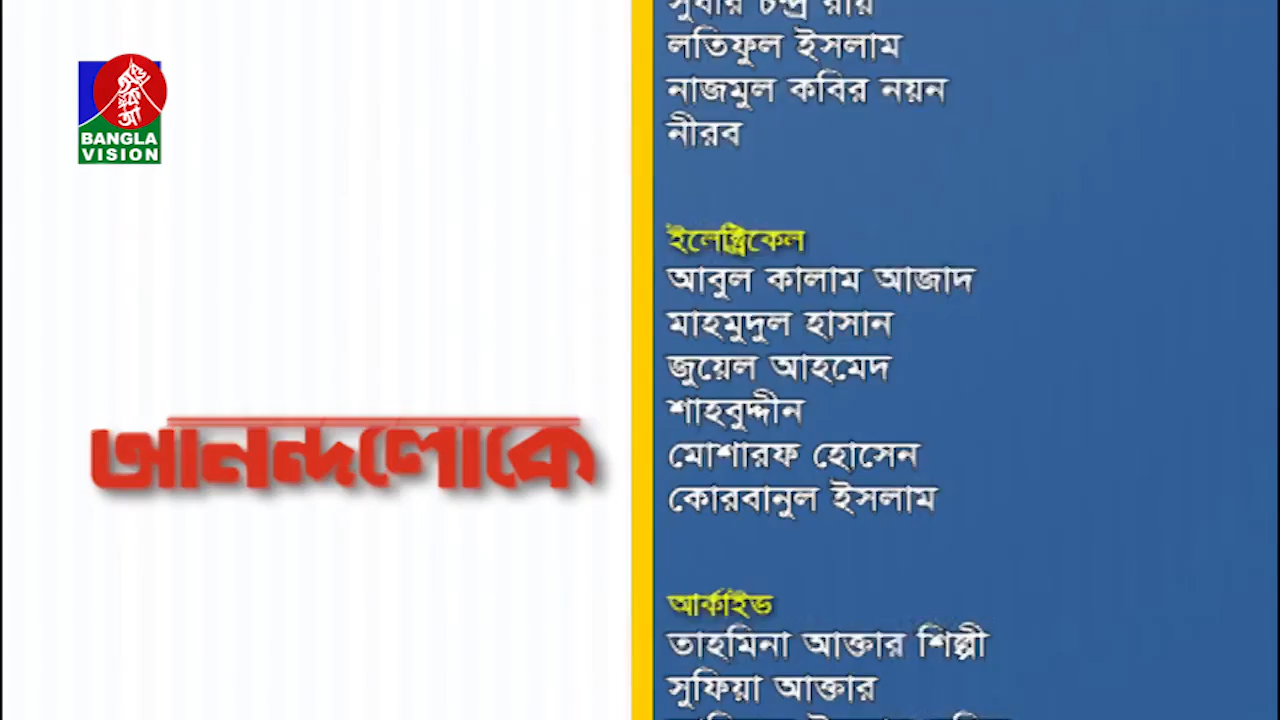 BANGLA
VISION
আনন্দলোকে
সুধীর চন্দ্র রায়
লতিফুল ইসলাম
নাজমুল কবির নয়ন
নীরব
ইলেক্ট্রিকেল
আবুল কালাম আজাদ
মাহমুদুল হাসান
জুয়েল আহমেদ
শাহবুদ্দীন
মোশারফ হোসেন
কোরবানুল ইসলাম
আর্কাইভ
তাহমিনা আক্তার শিল্পী
সুফিয়া আক্তার